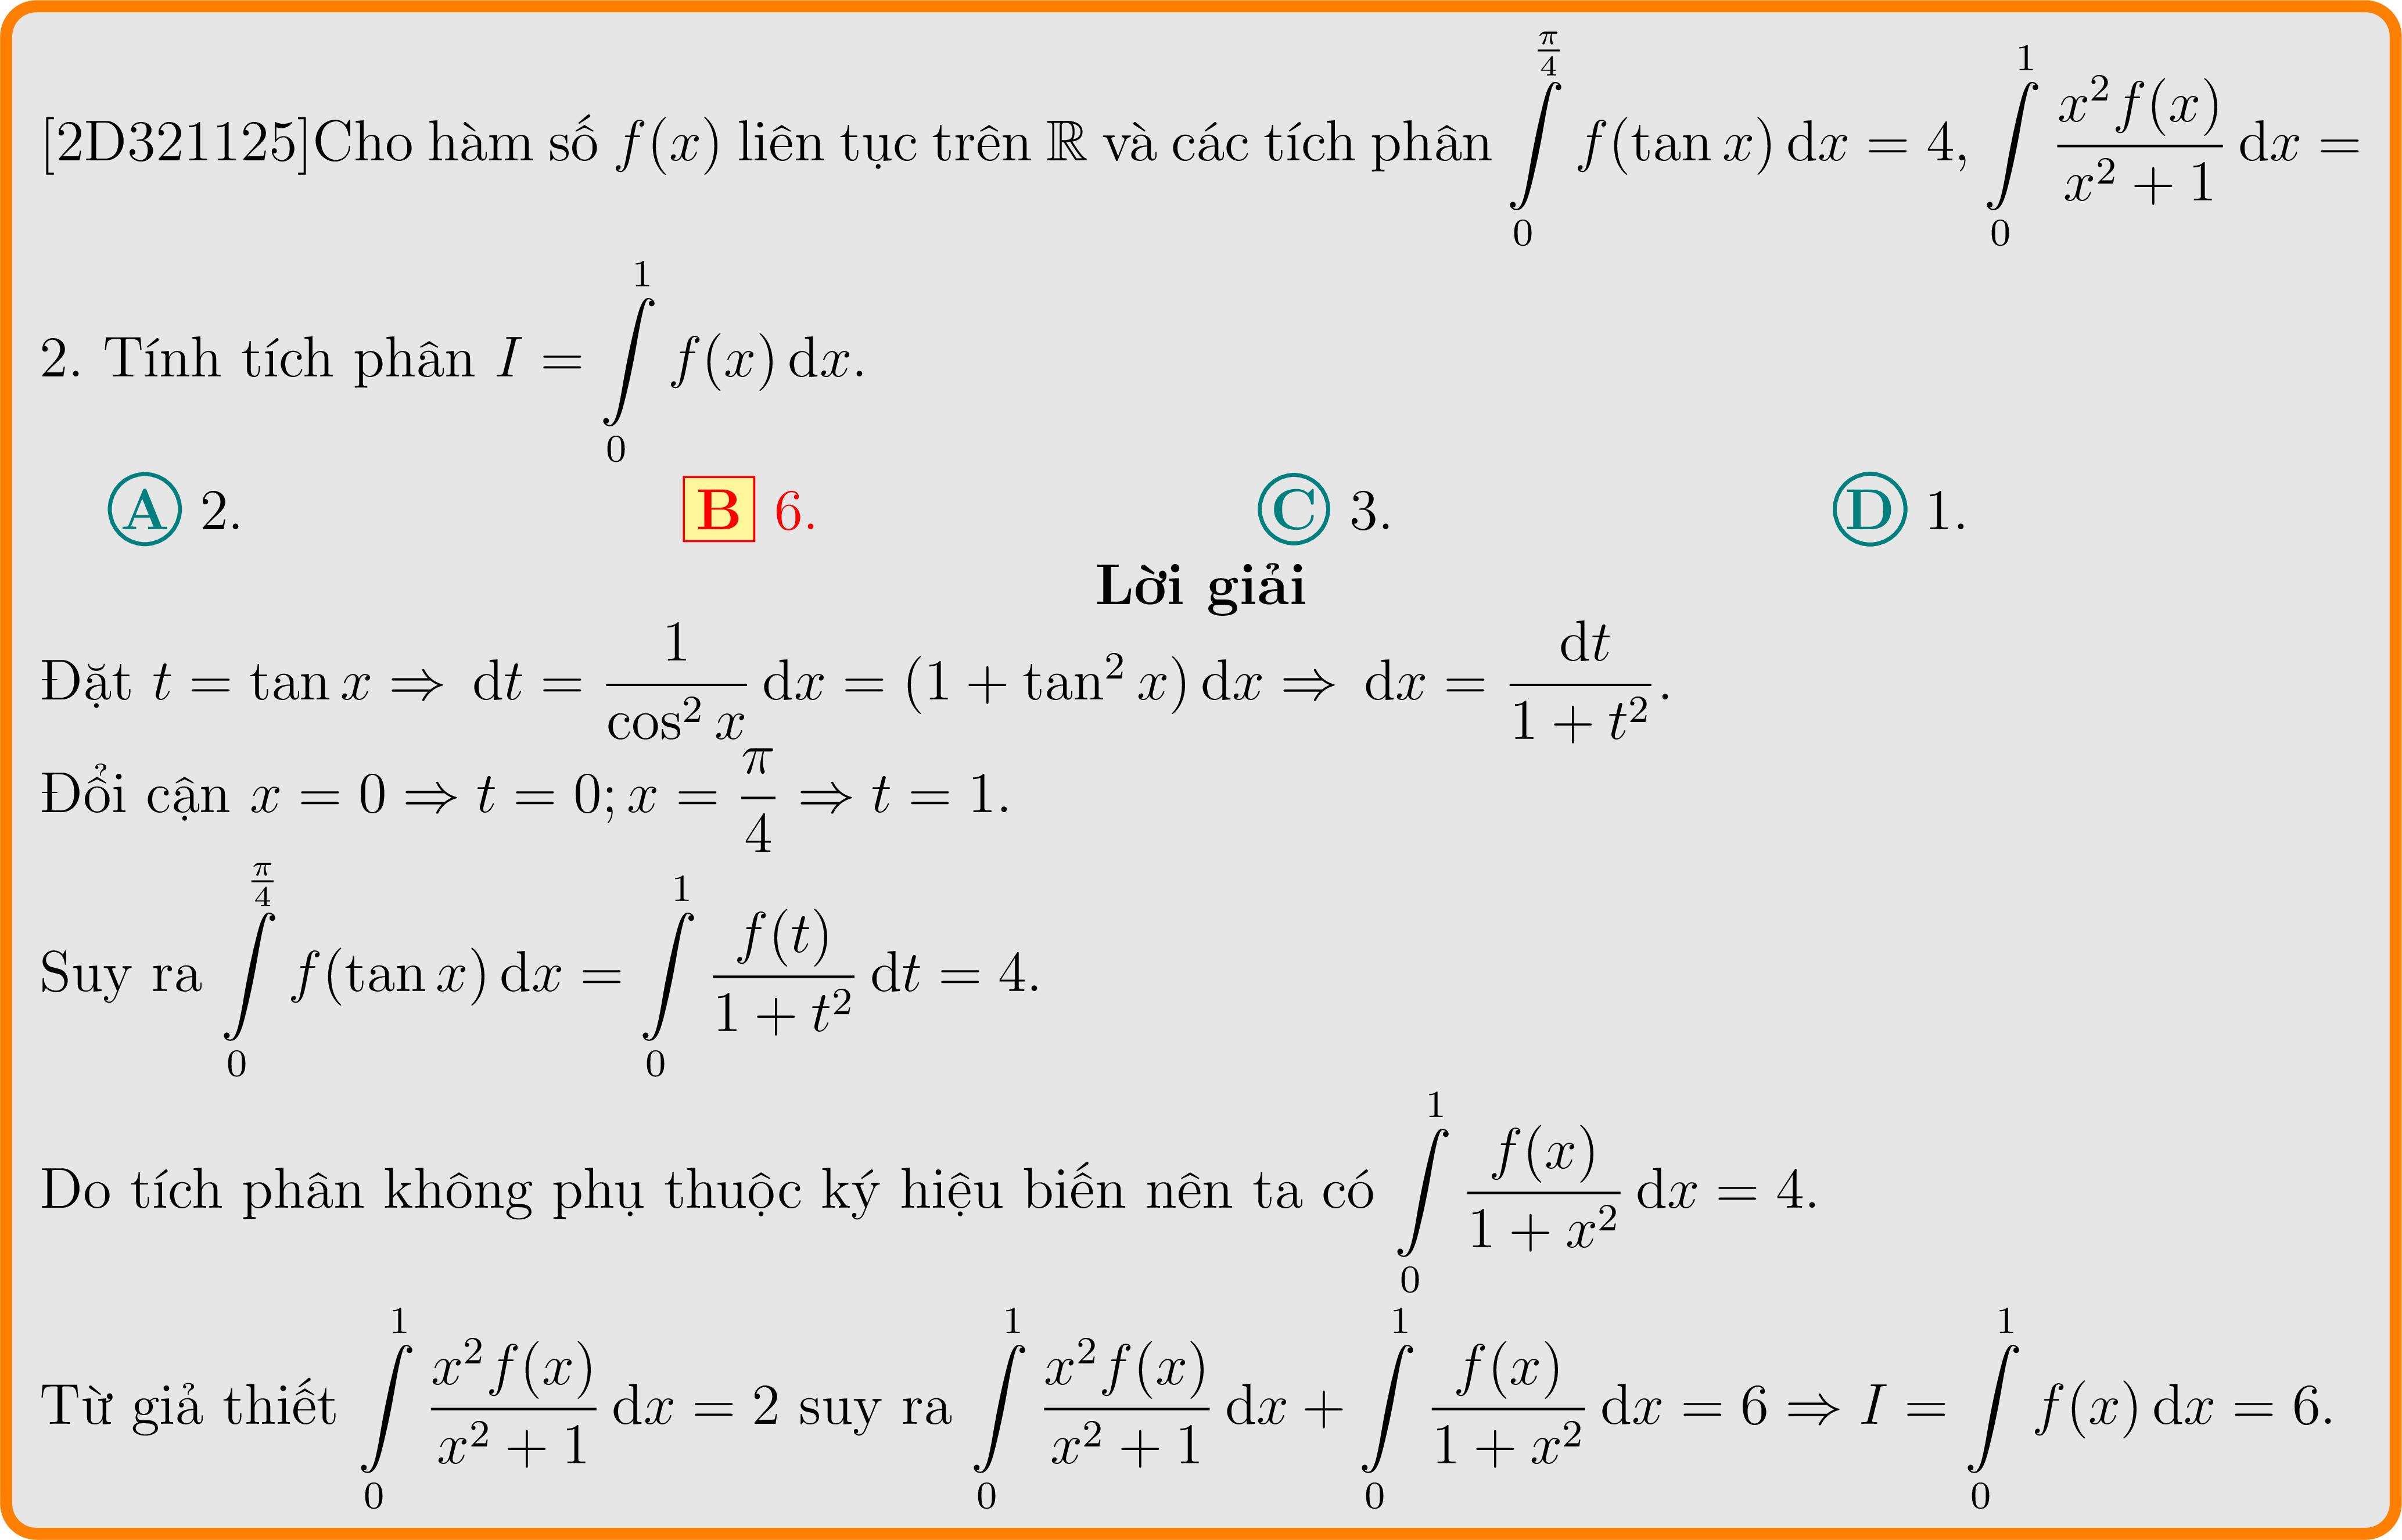 [2D321125]Cho hàm số $f(x)$ liên tục trên $\mathbb{R}$ và các tích phân $\int\limits_0^{\frac{\pi}{4}} f(\tan x)\,\mathrm{d}x = 4$, $\int\limits_0^1 \frac{x^2 f(x)}{x^2+1}\,\mathrm{d}x =$
2. Tính tích phân $I = \int\limits_0^1 f(x)\,\mathrm{d}x$.
A 2. B 6. C 3. D 1.
Lời giải
Đặt $t = \tan x \Rightarrow \mathrm{d}t = \frac{1}{\cos^2 x}\,\mathrm{d}x = (1+\tan^2 x)\,\mathrm{d}x \Rightarrow \mathrm{d}x = \frac{\mathrm{d}t}{1+t^2}$.
Đổi cận $x = 0 \Rightarrow t = 0; x = \frac{\pi}{4} \Rightarrow t = 1$.
Suy ra $\int\limits_0^{\frac{\pi}{4}} f(\tan x)\,\mathrm{d}x = \int\limits_0^1 \frac{f(t)}{1+t^2}\,\mathrm{d}t = 4$.
Do tích phân không phụ thuộc ký hiệu biến nên ta có $\int\limits_0^1 \frac{f(x)}{1+x^2}\,\mathrm{d}x = 4$.
Từ giả thiết $\int\limits_0^1 \frac{x^2 f(x)}{x^2+1}\,\mathrm{d}x = 2$ suy ra $\int\limits_0^1 \frac{x^2 f(x)}{x^2+1}\,\mathrm{d}x + \int\limits_0^1 \frac{f(x)}{1+x^2}\,\mathrm{d}x = 6 \Rightarrow I = \int\limits_0^1 f(x)\,\mathrm{d}x = 6$.